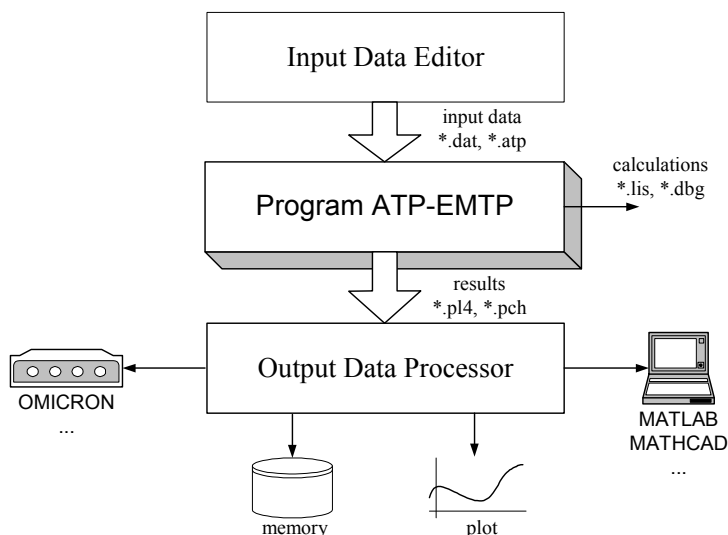 Input Data Editor
input data
*.dat, *.atp
Program ATP-EMTP
calculations
*.lis, *.dbg
results
*.pl4, *.pch
Output Data Processor
OMICRON
...
MATLAB
MATHCAD
...
memory
plot